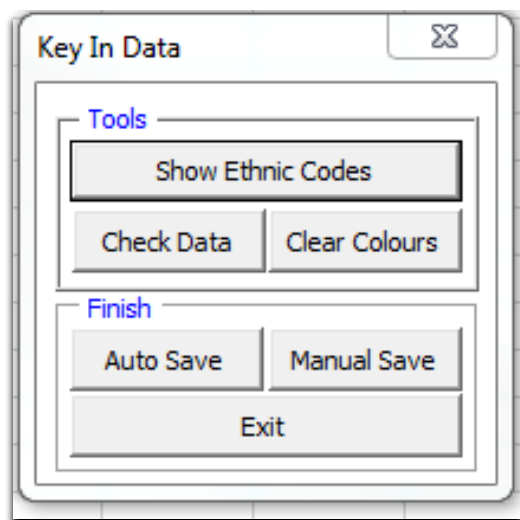 Key In Data
Tools
Show Ethnic Codes
Check Data Clear Colours
Finish
Auto Save Manual Save
Exit